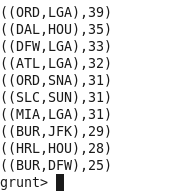 ((ORD,LGA),39)
((DAL,HOU),35)
((DFW,LGA),33)
((ATL,LGA),32)
((ORD,SNA),31)
((SLC,SUN),31)
((MIA,LGA),31)
((BUR,JFK),29)
((HRL,HOU),28)
((BUR,DFW),25)
grunt>